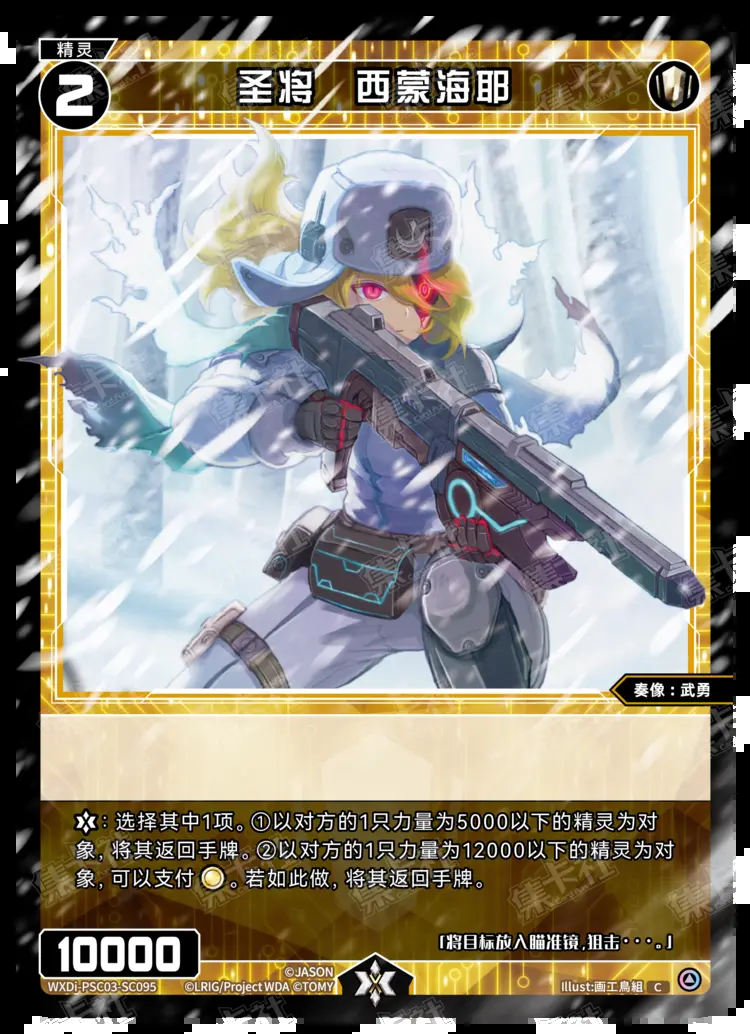 精灵
2
圣将 西蒙海耶
奏像：武勇
：选择其中1项。①以对方的1只力量为5000以下的精灵为对
象，将其返回手牌。②以对方的1只力量为12000以下的精灵为对
象，可以支付。若如此做，将其返回手牌。
「将目标放入瞄准镜，狙击···。」
10000
©JASON
WXDi-PSC03-SC095 ©LRIG/Project WDA ©TOMY
Illust:画工鳥組 C
集卡社